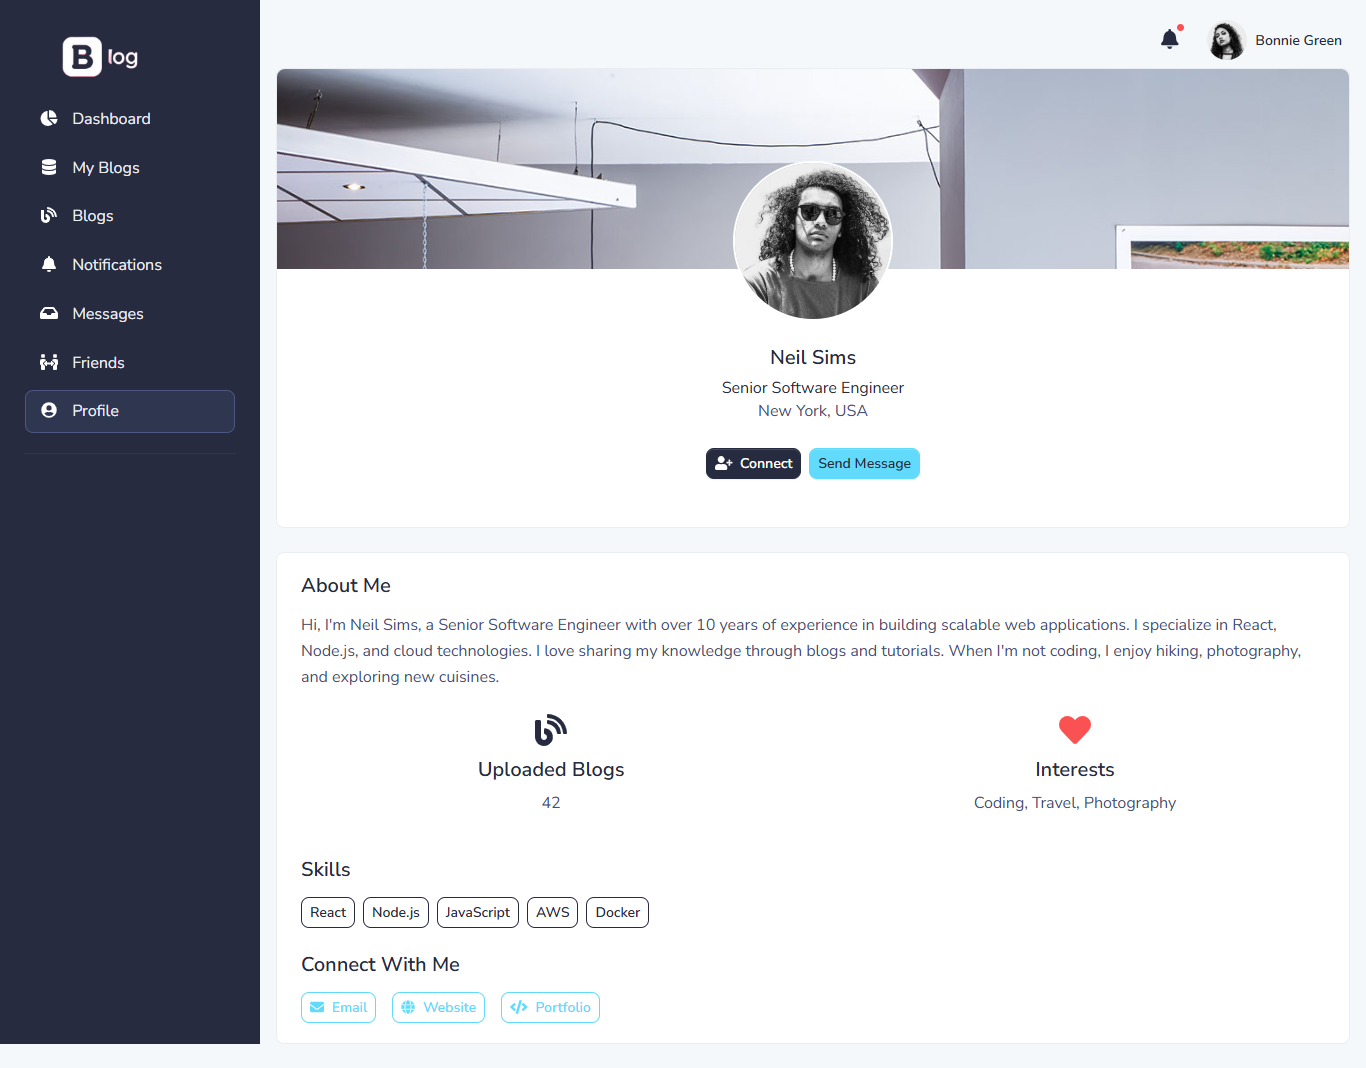 B log
Dashboard
My Blogs
Blogs
Notifications
Messages
Friends
Profile
Bonnie Green
Neil Sims
Senior Software Engineer
New York, USA
Connect
Send Message
About Me
Hi, I'm Neil Sims, a Senior Software Engineer with over 10 years of experience in building scalable web applications. I specialize in React,
Node.js, and cloud technologies. I love sharing my knowledge through blogs and tutorials. When I'm not coding, I enjoy hiking, photography,
and exploring new cuisines.
Uploaded Blogs
42
Interests
Coding, Travel, Photography
Skills
React
Node.js
JavaScript
AWS
Docker
Connect With Me
Email
Website
Portfolio